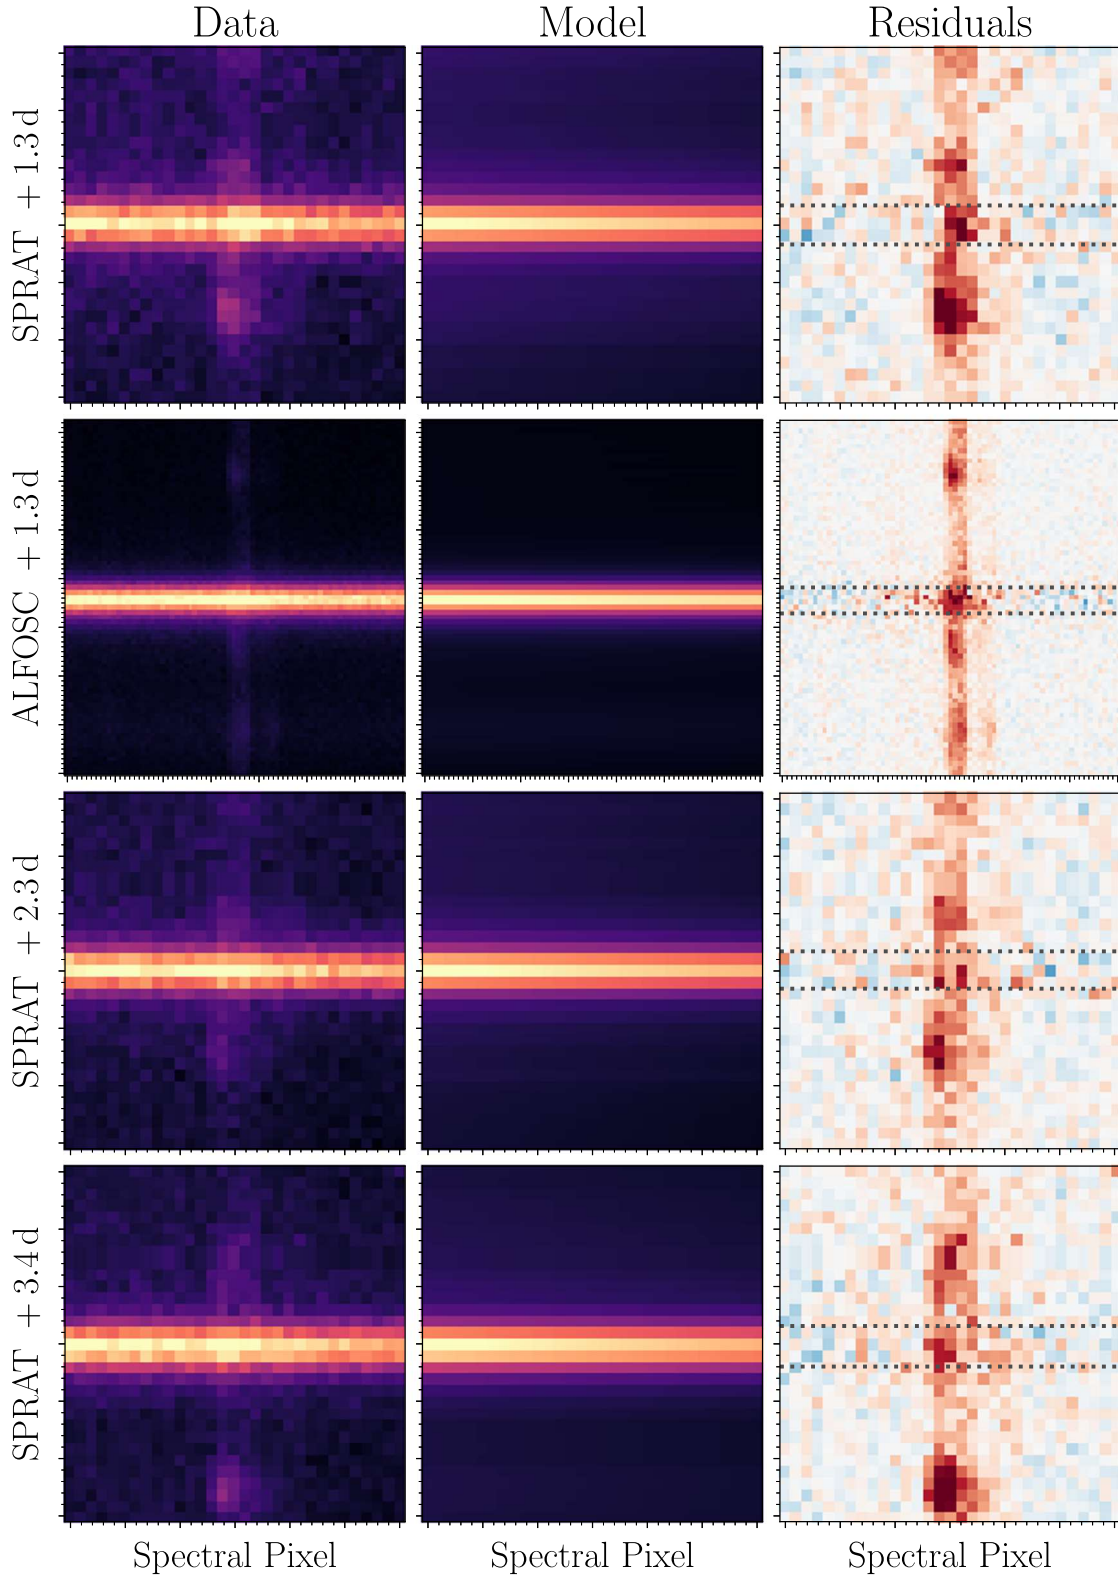 Data Model Residuals
SPRAT + 1.3 d
ALFOSC + 1.3 d
SPRAT + 2.3 d
SPRAT + 3.4 d
Spectral Pixel Spectral Pixel Spectral Pixel